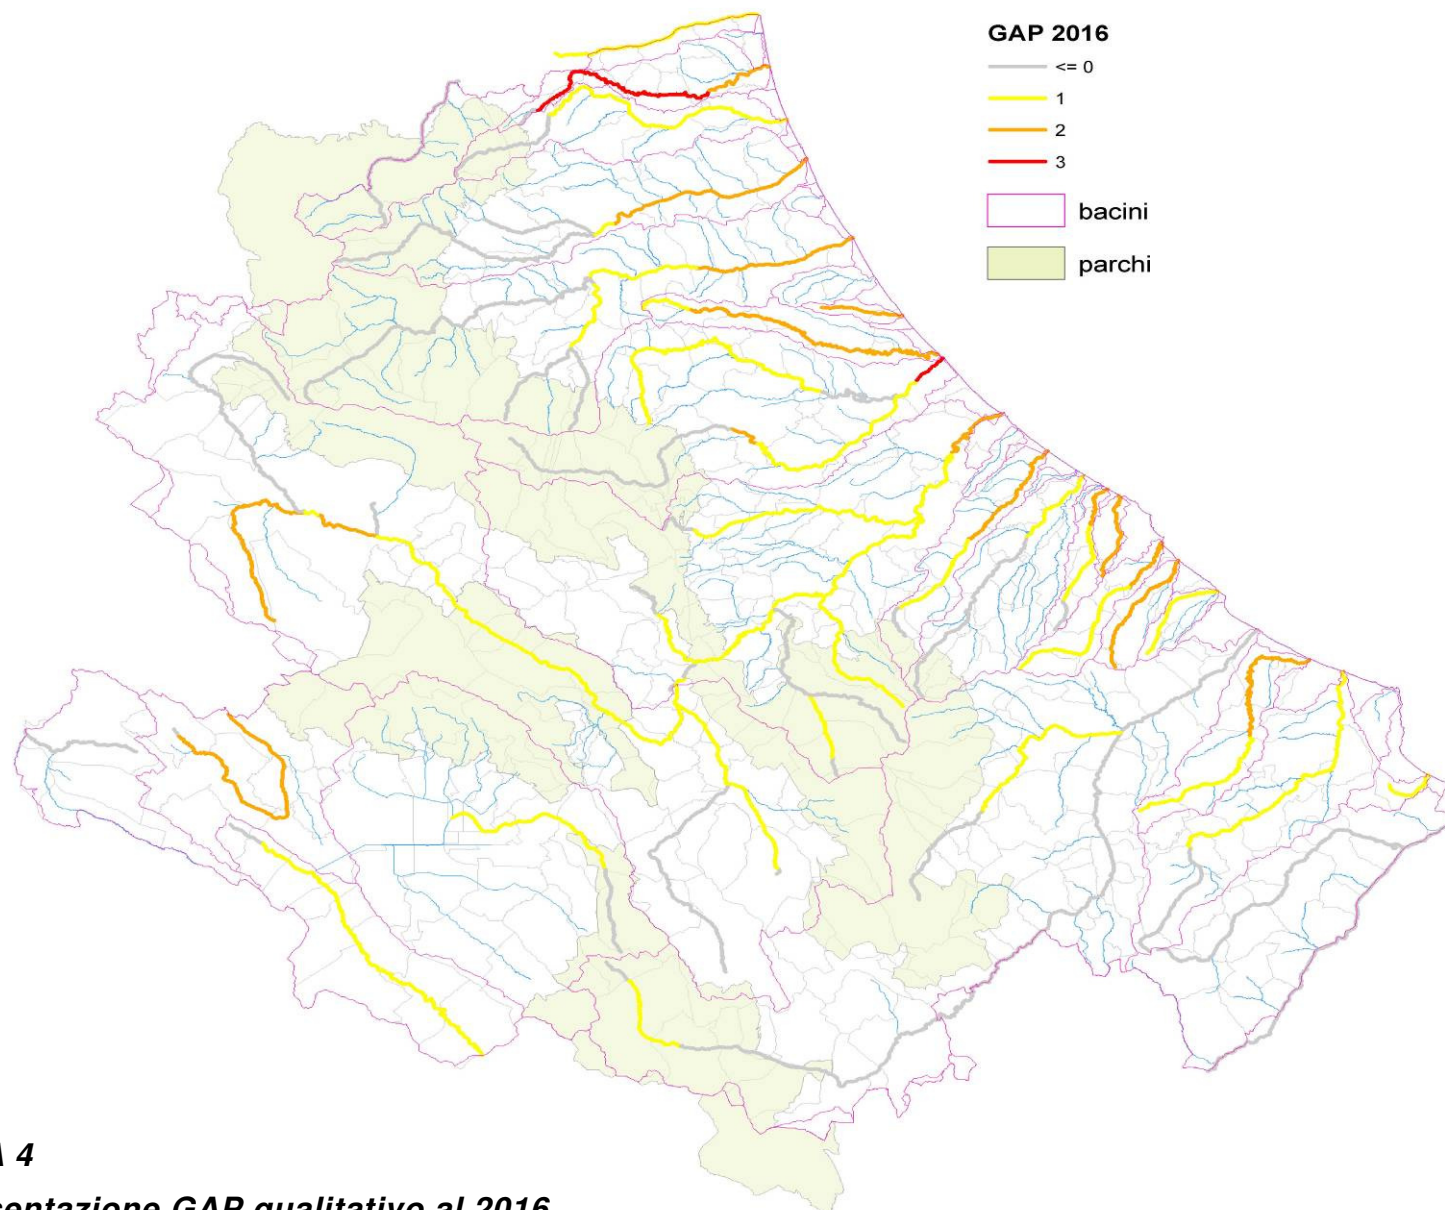 GAP 2016
<= 0
1
2
3
bacini
parchi
A 4
sentazione GAP qualitativo al 2016